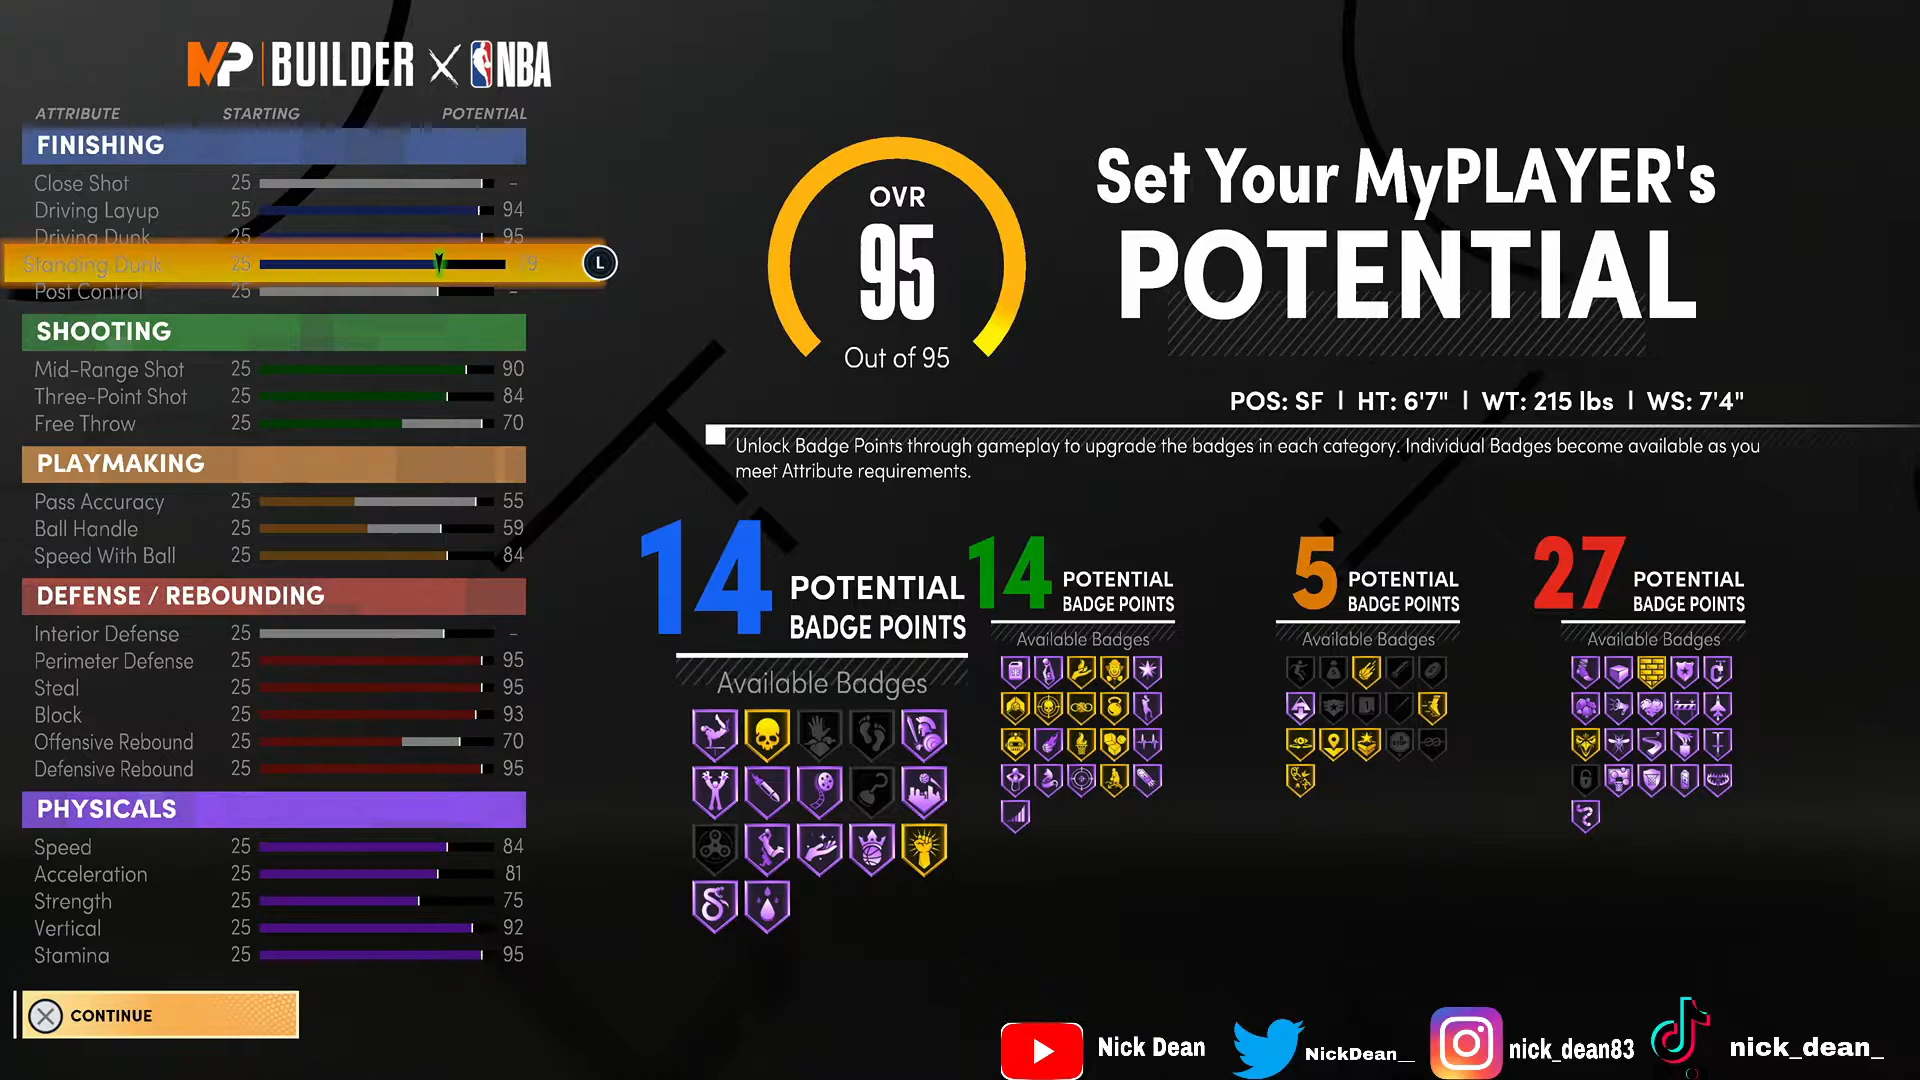 MP | BUILDER X NBA
ATTRIBUTE STARTING POTENTIAL
FINISHING
Close Shot 25 -
Driving Layup 25 94
Driving Dunk 25 95
Standing Dunk 25 79
L
Post Control 25 -
SHOOTING
Mid-Range Shot 25 90
Three-Point Shot 25 84
Free Throw 25 70
PLAYMAKING
Pass Accuracy 25 55
Ball Handle 25 59
Speed With Ball 25 84
DEFENSE / REBOUNDING
Interior Defense 25 -
Perimeter Defense 25 95
Steal 25 95
Block 25 93
Offensive Rebound 25 70
Defensive Rebound 25 95
PHYSICALS
Speed 25 84
Acceleration 25 81
Strength 25 75
Vertical 25 92
Stamina 25 95
CONTINUE
OVR
95
Out of 95
Set Your MyPLAYER's
POTENTIAL
POS: SF | HT: 6'7" | WT: 215 lbs | WS: 7'4"
Unlock Badge Points through gameplay to upgrade the badges in each category. Individual Badges become available as you
meet Attribute requirements.
14 POTENTIAL
BADGE POINTS
Available Badges
14 POTENTIAL
BADGE POINTS
Available Badges
5 POTENTIAL
BADGE POINTS
Available Badges
27 POTENTIAL
BADGE POINTS
Available Badges
Nick Dean
NickDean__
nick_dean83
nick_dean_